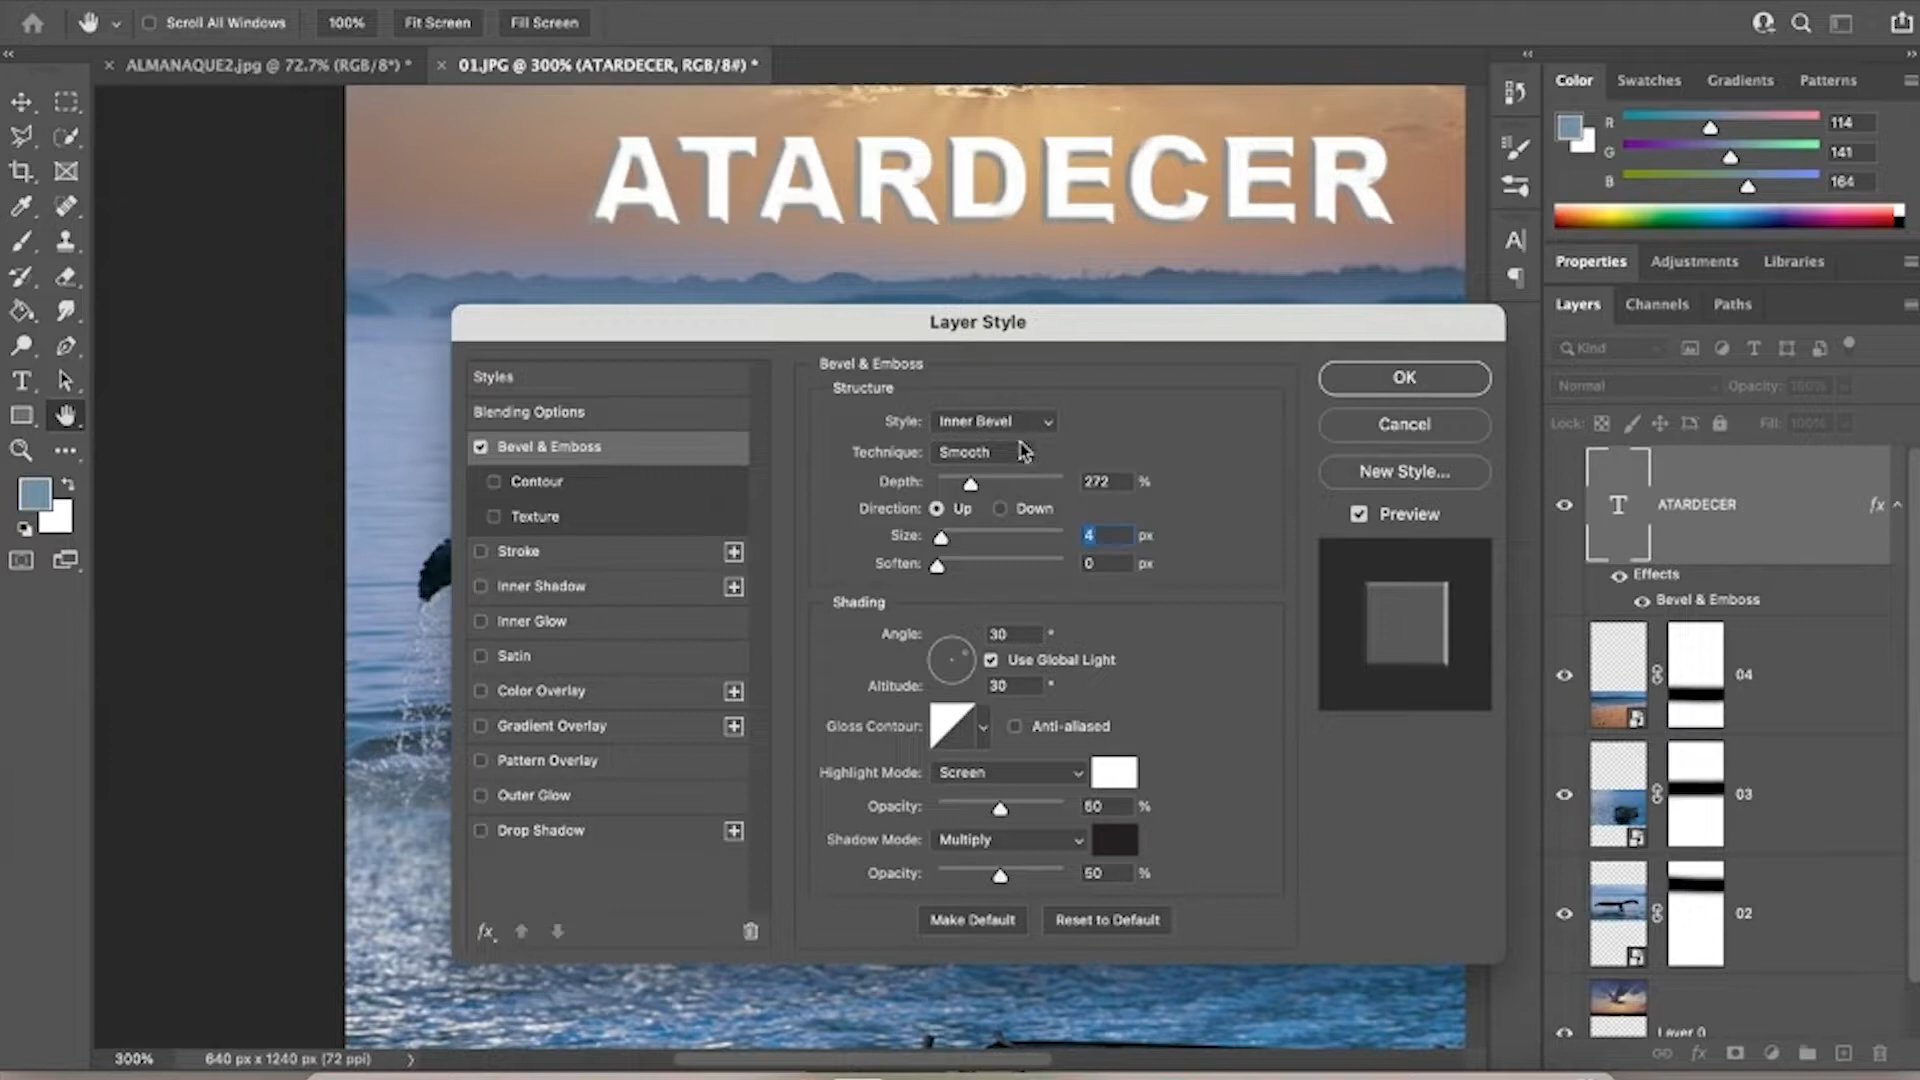 Scroll All Windows
100%
Fit Screen
Fill Screen
ALMANAQUE2.jpg @ 72.7% (RGB/8*) *
01.JPG @ 300% (ATARDECER, RGB/8#) *
ATARDECER
Layer Style
Styles
Blending Options
Bevel & Emboss
Contour
Texture
Stroke
Inner Shadow
Inner Glow
Satin
Color Overlay
Gradient Overlay
Pattern Overlay
Outer Glow
Drop Shadow
fx
Bevel & Emboss
Structure
Style: Inner Bevel
Technique: Smooth
Depth: 272 %
Direction: Up Down
Size: 4 px
Soften: 0 px
Shading
Angle: 30 °
Use Global Light
Altitude: 30 °
Gloss Contour: Anti-aliased
Highlight Mode: Screen
Opacity: 50 %
Shadow Mode: Multiply
Opacity: 50 %
Make Default Reset to Default
OK
Cancel
New Style...
Preview
Color Swatches Gradients Patterns
R 114
G 141
B 164
Properties Adjustments Libraries
Layers Channels Paths
Kind
Normal Opacity: 100%
Lock: Fill: 100%
T ATARDECER fx
Effects
Bevel & Emboss
04
03
02
Layer 0
fx
300% 640 px x 1240 px (72 ppi)